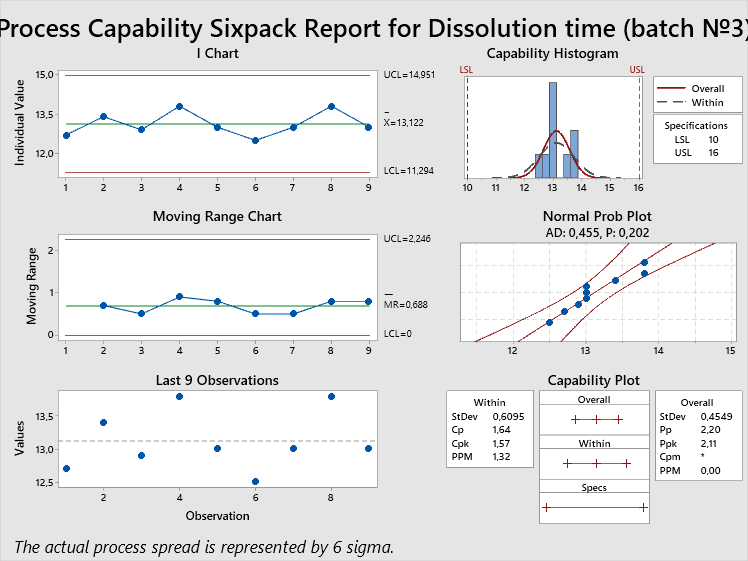 Process Capability Sixpack Report for Dissolution time (batch №3)
I Chart
Individual Value
15,0
13,5
12,0
1 2 3 4 5 6 7 8 9
UCL=14,951
_
X=13,122
LCL=11,294
Capability Histogram
LSL USL
10 11 12 13 14 15 16
Overall
Within
Specifications
LSL 10
USL 16
Moving Range Chart
Moving Range
2
1
0
1 2 3 4 5 6 7 8 9
UCL=2,246
__
MR=0,688
LCL=0
Normal Prob Plot
AD: 0,455, P: 0,202
12 13 14 15
Last 9 Observations
Values
13,5
13,0
12,5
2 4 6 8
Observation
Capability Plot
Within
StDev 0,6095
Cp 1,64
Cpk 1,57
PPM 1,32
Overall
Within
Specs
Overall
StDev 0,4549
Pp 2,20
Ppk 2,11
Cpm *
PPM 0,00
The actual process spread is represented by 6 sigma.